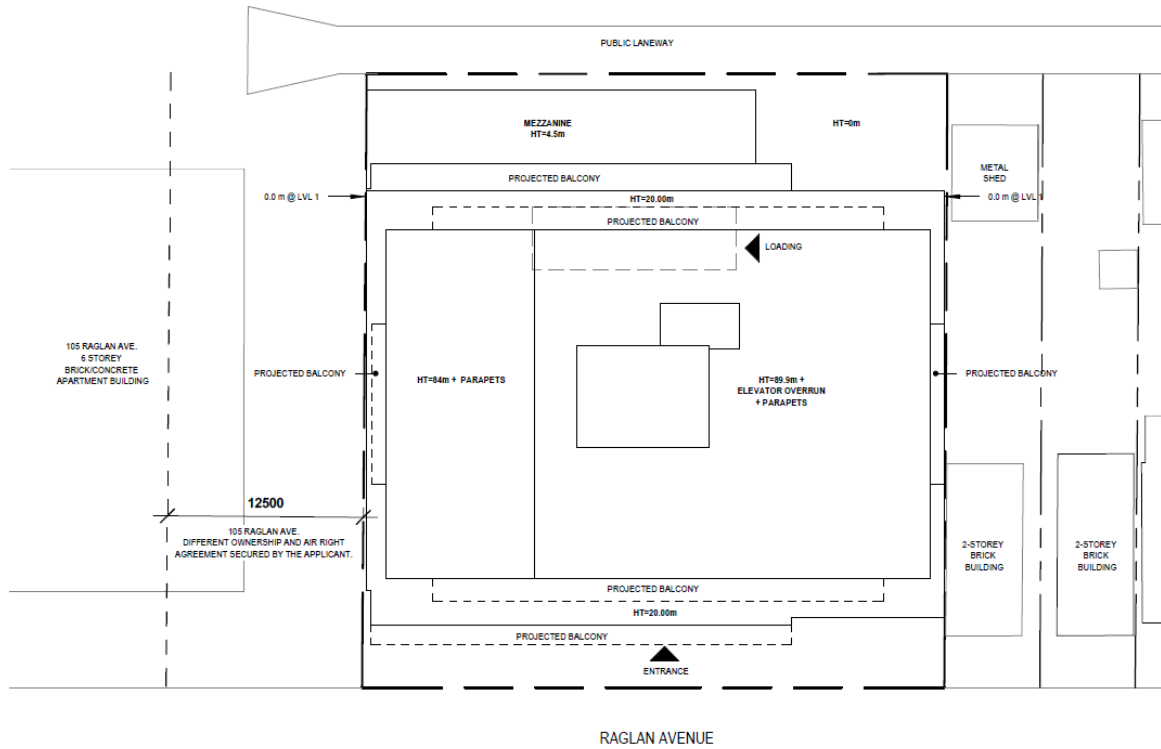 PUBLIC LANEWAY
MEZZANINE
HT=4.5m
HT=0m
METAL
SHED
PROJECTED BALCONY
0.0 m @ LVL 1
HT=20.00m
0.0 m @ LVL 1
PROJECTED BALCONY
LOADING
105 RAGLAN AVE.
6 STOREY
BRICK/CONCRETE
APARTMENT BUILDING
PROJECTED BALCONY
HT=84m + PARAPETS
HT=89.9m +
ELEVATOR OVERRUN
+ PARAPETS
PROJECTED BALCONY
12500
105 RAGLAN AVE.
DIFFERENT OWNERSHIP AND AIR RIGHT
AGREEMENT SECURED BY THE APPLICANT.
2-STOREY
BRICK
BUILDING
2-STOREY
BRICK
BUILDING
PROJECTED BALCONY
HT=20.00m
PROJECTED BALCONY
ENTRANCE
RAGLAN AVENUE